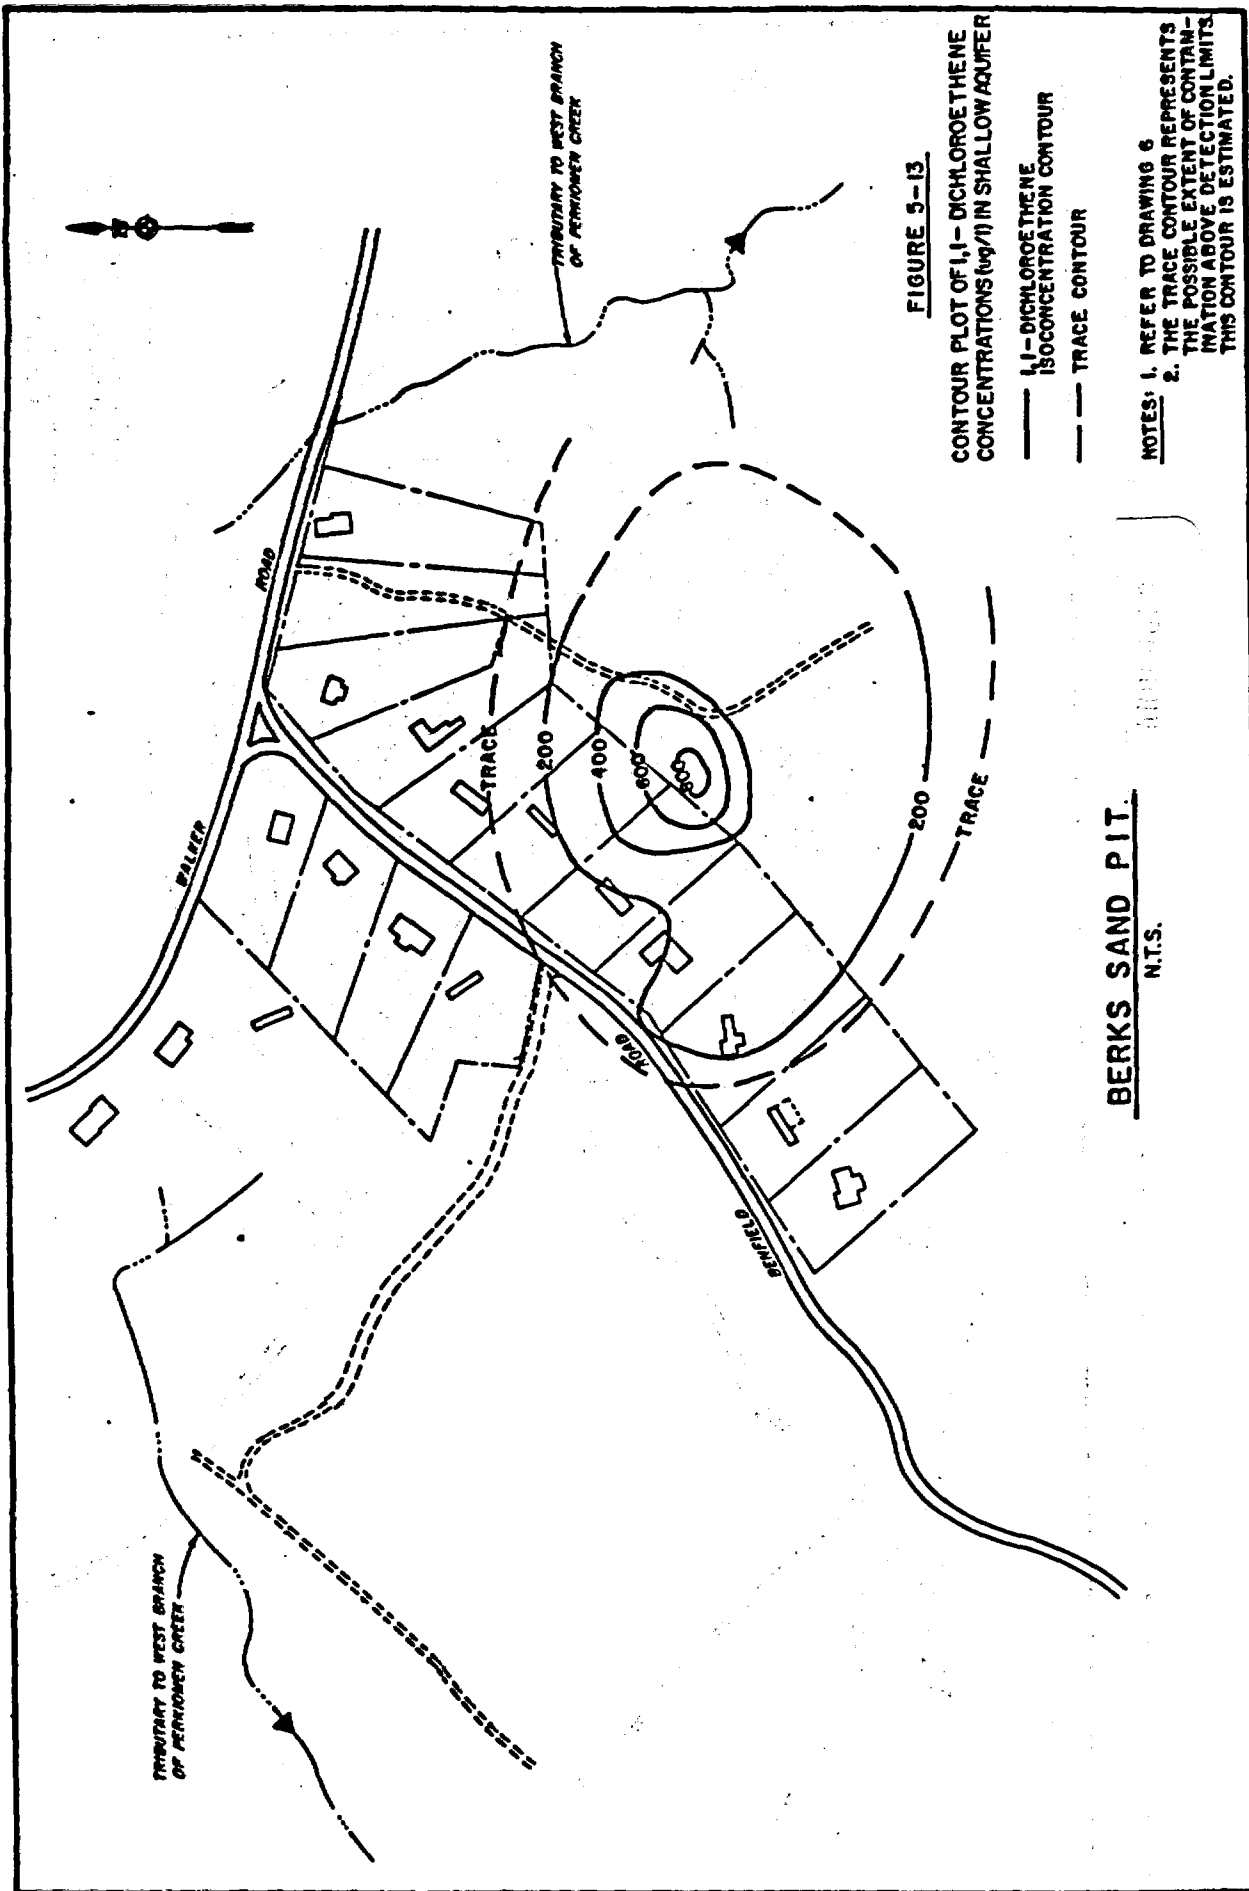 TRIBUTARY TO WEST BRANCH
OF PERKIOMEN CREEK
WALNER
ROAD
N
TRIBUTARY TO WEST BRANCH
OF PERKIOMEN CREEK
TRACE
200
400
600
800
ROAD
BENFIELD
200
TRACE
FIGURE 5-13
CONTOUR PLOT OF 1,1-DICHLOROETHENE
CONCENTRATIONS (ug/l) IN SHALLOW AQUIFER
1,1-DICHLOROETHENE
ISOCONCENTRATION CONTOUR
TRACE CONTOUR
NOTES: 1. REFER TO DRAWING 6
2. THE TRACE CONTOUR REPRESENTS
THE POSSIBLE EXTENT OF CONTAM-
INATION ABOVE DETECTION LIMITS.
THIS CONTOUR IS ESTIMATED.
BERKS SAND PIT.
N.T.S.